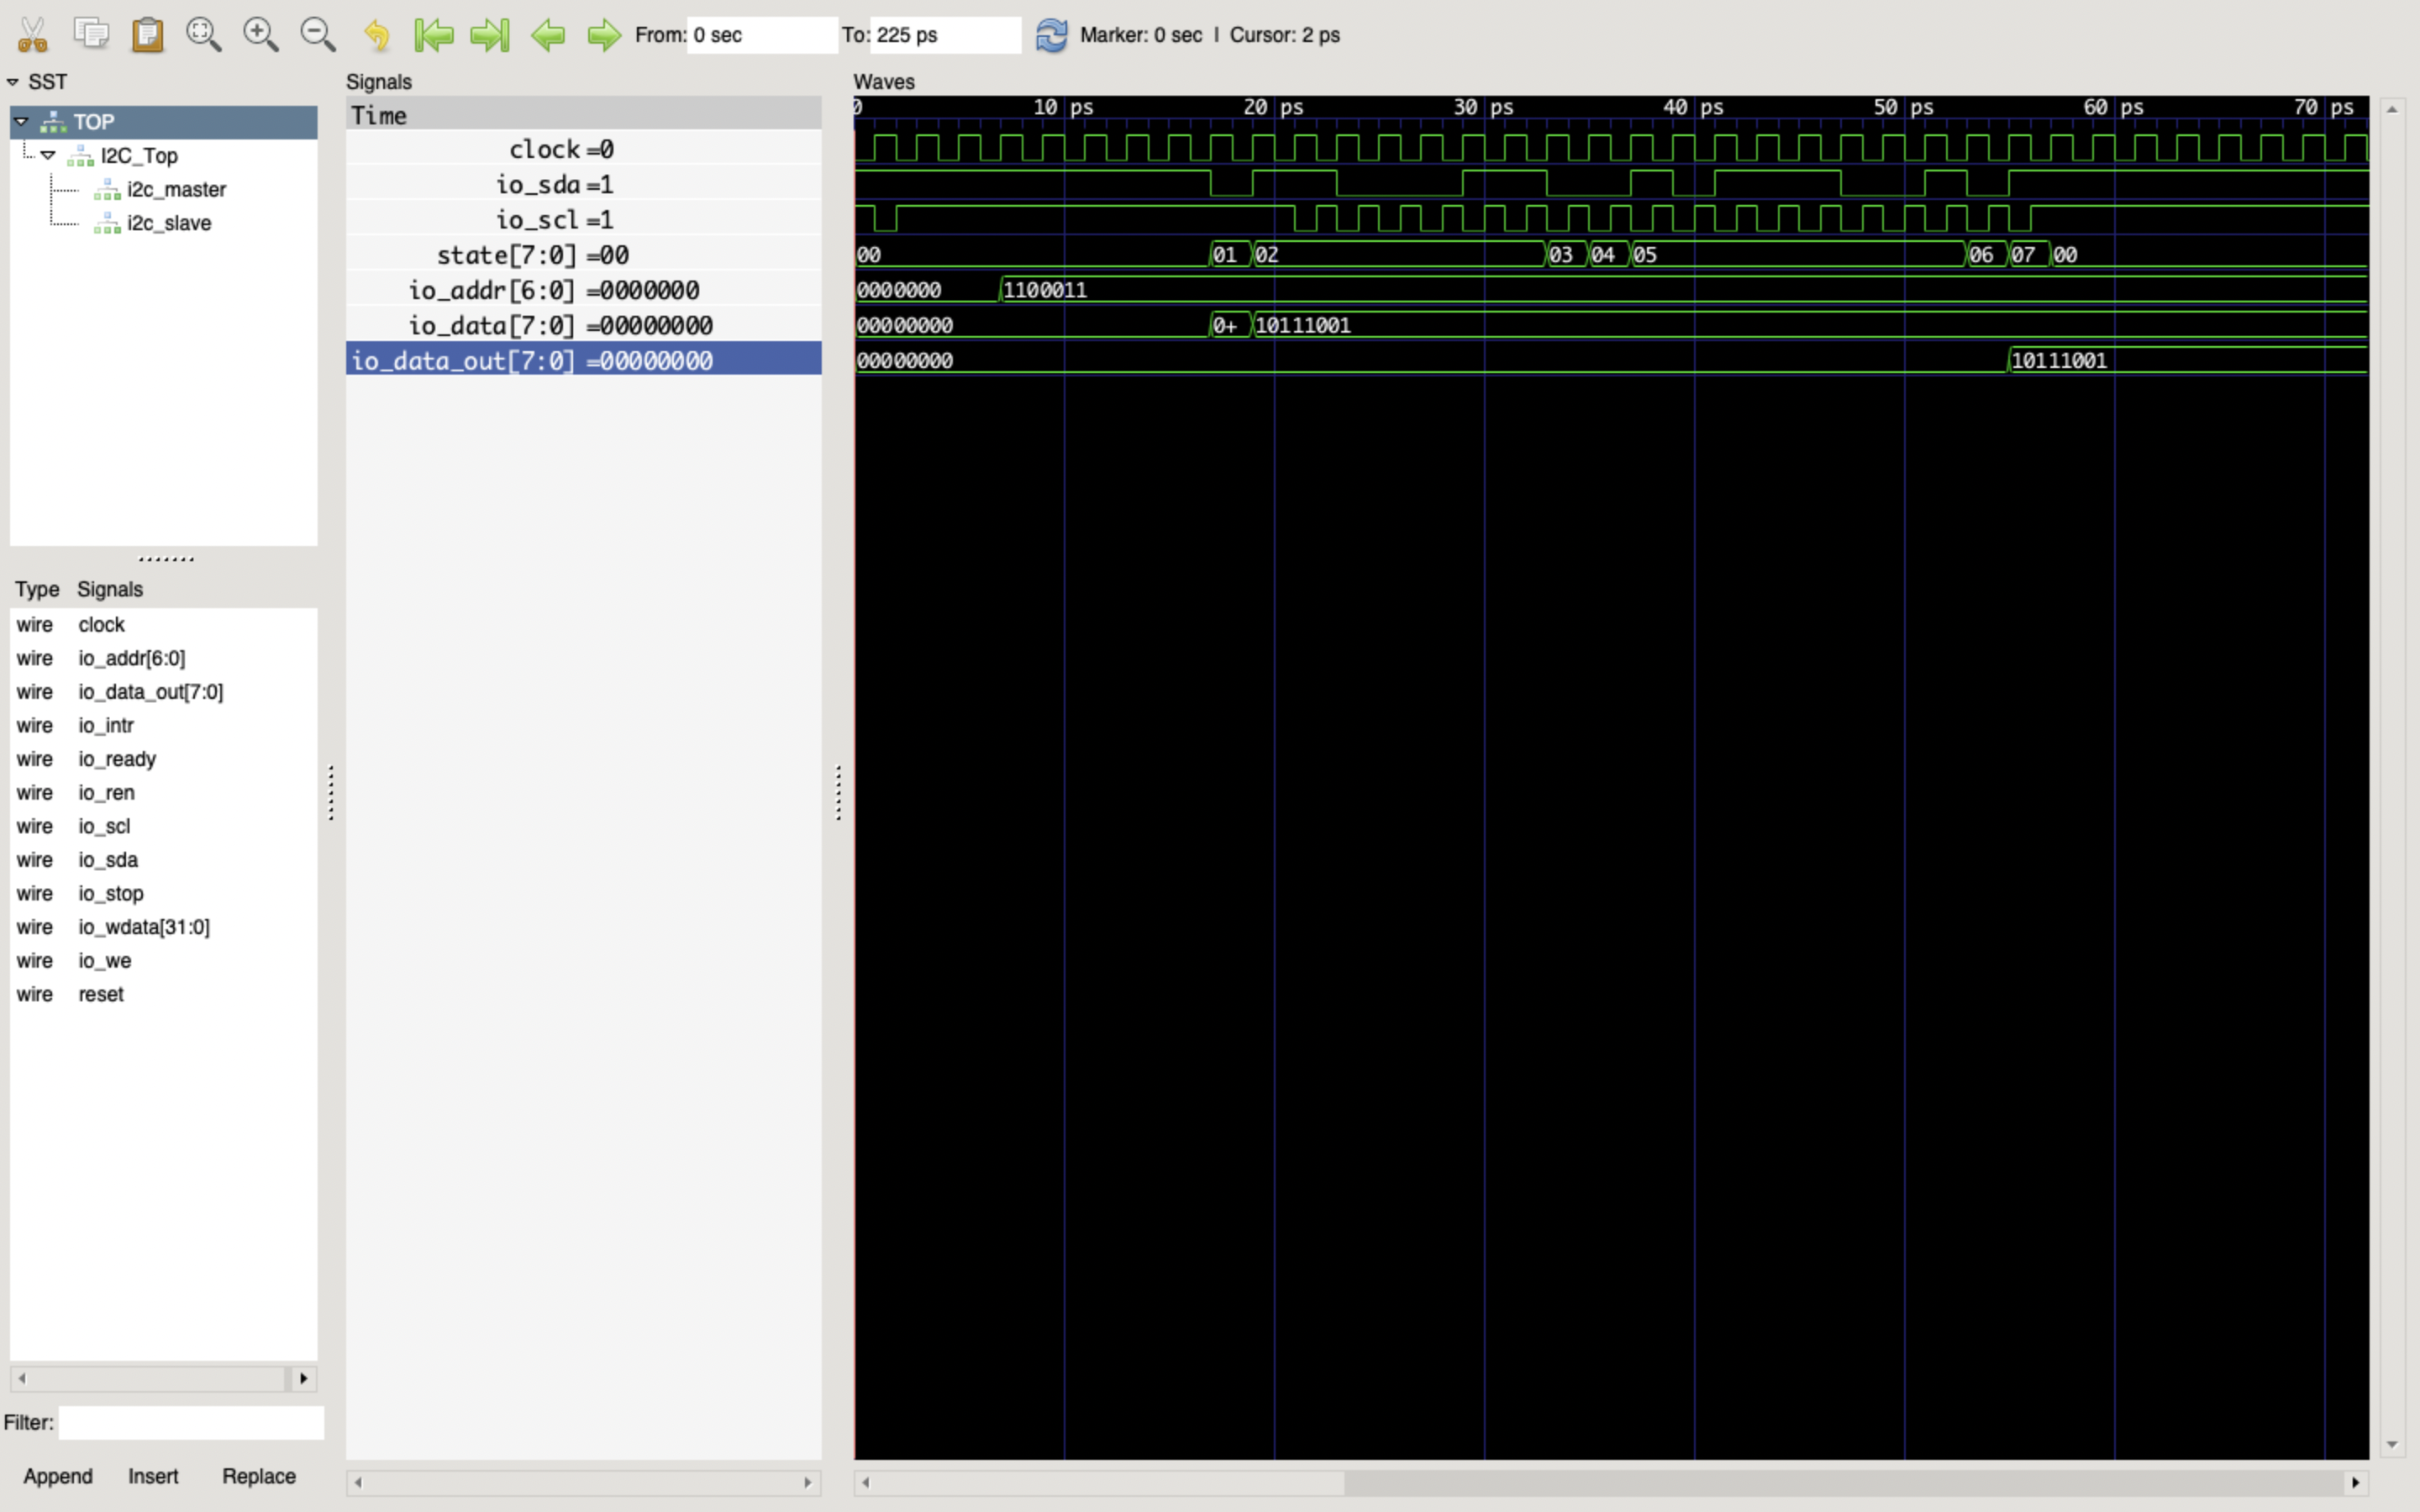 From: 0 sec To: 225 ps Marker: 0 sec | Cursor: 2 ps
SST
TOP
I2C_Top
i2c_master
i2c_slave
Type Signals
wire clock
wire io_addr[6:0]
wire io_data_out[7:0]
wire io_intr
wire io_ready
wire io_ren
wire io_scl
wire io_sda
wire io_stop
wire io_wdata[31:0]
wire io_we
wire reset
Filter:
Append Insert Replace
Signals
Time
clock =0
io_sda =1
io_scl =1
state[7:0] =00
io_addr[6:0] =0000000
io_data[7:0] =00000000
io_data_out[7:0] =00000000
Waves
0 10 ps 20 ps 30 ps 40 ps 50 ps 60 ps 70 ps
00 01 02 03 04 05 06 07 00
0000000 1100011
00000000 0+ 10111001
00000000 10111001